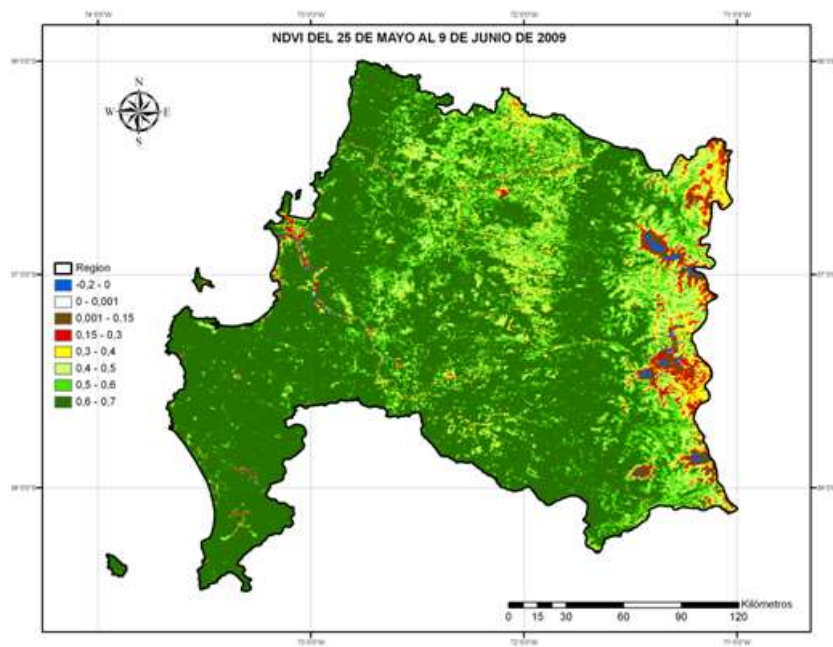 NDVI DEL 25 DE MAYO AL 9 DE JUNIO DE 2009
N
W E
S
Region
-0,2 - 0
0 - 0,001
0,001 - 0,15
0,15 - 0,3
0,3 - 0,4
0,4 - 0,5
0,5 - 0,6
0,6 - 0,7
Kilómetros
0 15 30 60 90 120